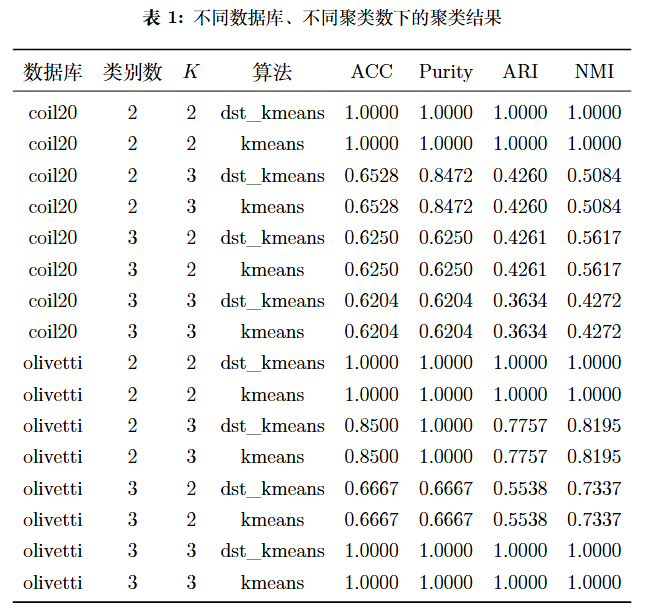 表 1: 不同数据库、不同聚类数下的聚类结果
数据库 类别数 K 算法 ACC Purity ARI NMI
coil20 2 2 dst_kmeans 1.0000 1.0000 1.0000 1.0000
coil20 2 2 kmeans 1.0000 1.0000 1.0000 1.0000
coil20 2 3 dst_kmeans 0.6528 0.8472 0.4260 0.5084
coil20 2 3 kmeans 0.6528 0.8472 0.4260 0.5084
coil20 3 2 dst_kmeans 0.6250 0.6250 0.4261 0.5617
coil20 3 2 kmeans 0.6250 0.6250 0.4261 0.5617
coil20 3 3 dst_kmeans 0.6204 0.6204 0.3634 0.4272
coil20 3 3 kmeans 0.6204 0.6204 0.3634 0.4272
olivetti 2 2 dst_kmeans 1.0000 1.0000 1.0000 1.0000
olivetti 2 2 kmeans 1.0000 1.0000 1.0000 1.0000
olivetti 2 3 dst_kmeans 0.8500 1.0000 0.7757 0.8195
olivetti 2 3 kmeans 0.8500 1.0000 0.7757 0.8195
olivetti 3 2 dst_kmeans 0.6667 0.6667 0.5538 0.7337
olivetti 3 2 kmeans 0.6667 0.6667 0.5538 0.7337
olivetti 3 3 dst_kmeans 1.0000 1.0000 1.0000 1.0000
olivetti 3 3 kmeans 1.0000 1.0000 1.0000 1.0000